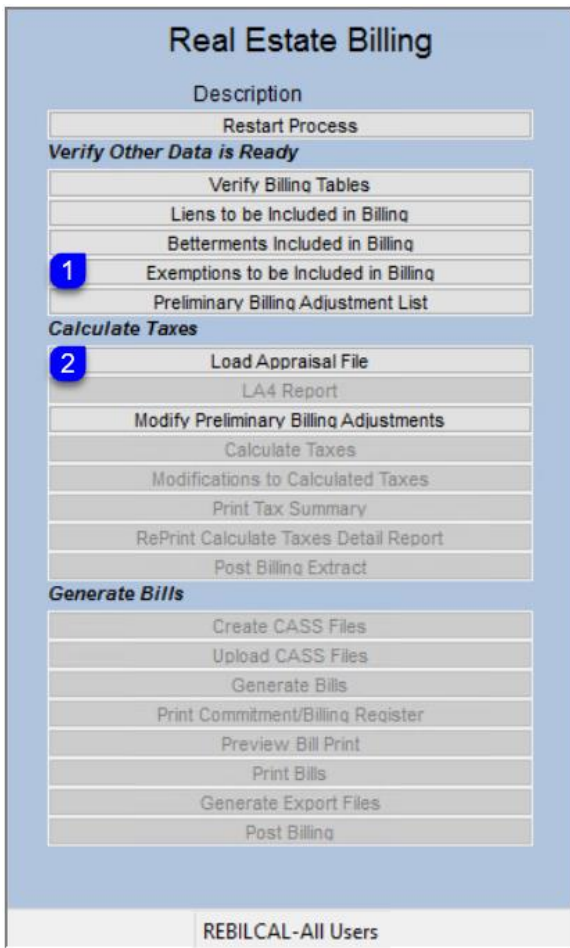 Real Estate Billing
Description
Restart Process
Verify Other Data is Ready
Verify Billing Tables
Liens to be Included in Billing
Betterments Included in Billing
1 Exemptions to be Included in Billing
Preliminary Billing Adjustment List
Calculate Taxes
2 Load Appraisal File
LA4 Report
Modify Preliminary Billing Adjustments
Calculate Taxes
Modifications to Calculated Taxes
Print Tax Summary
RePrint Calculate Taxes Detail Report
Post Billing Extract
Generate Bills
Create CASS Files
Upload CASS Files
Generate Bills
Print Commitment/Billing Register
Preview Bill Print
Print Bills
Generate Export Files
Post Billing
REBILCAL-All Users